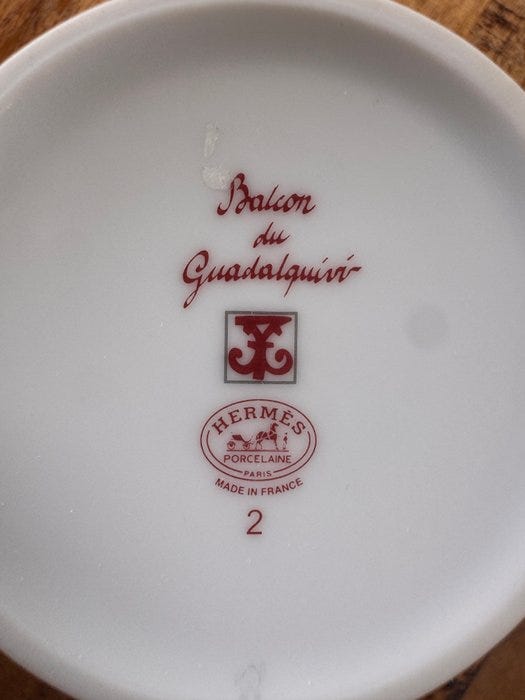 Balcon
du
Guadalquivir
HERMÈS
PORCELAINE
PARIS
MADE IN FRANCE
2